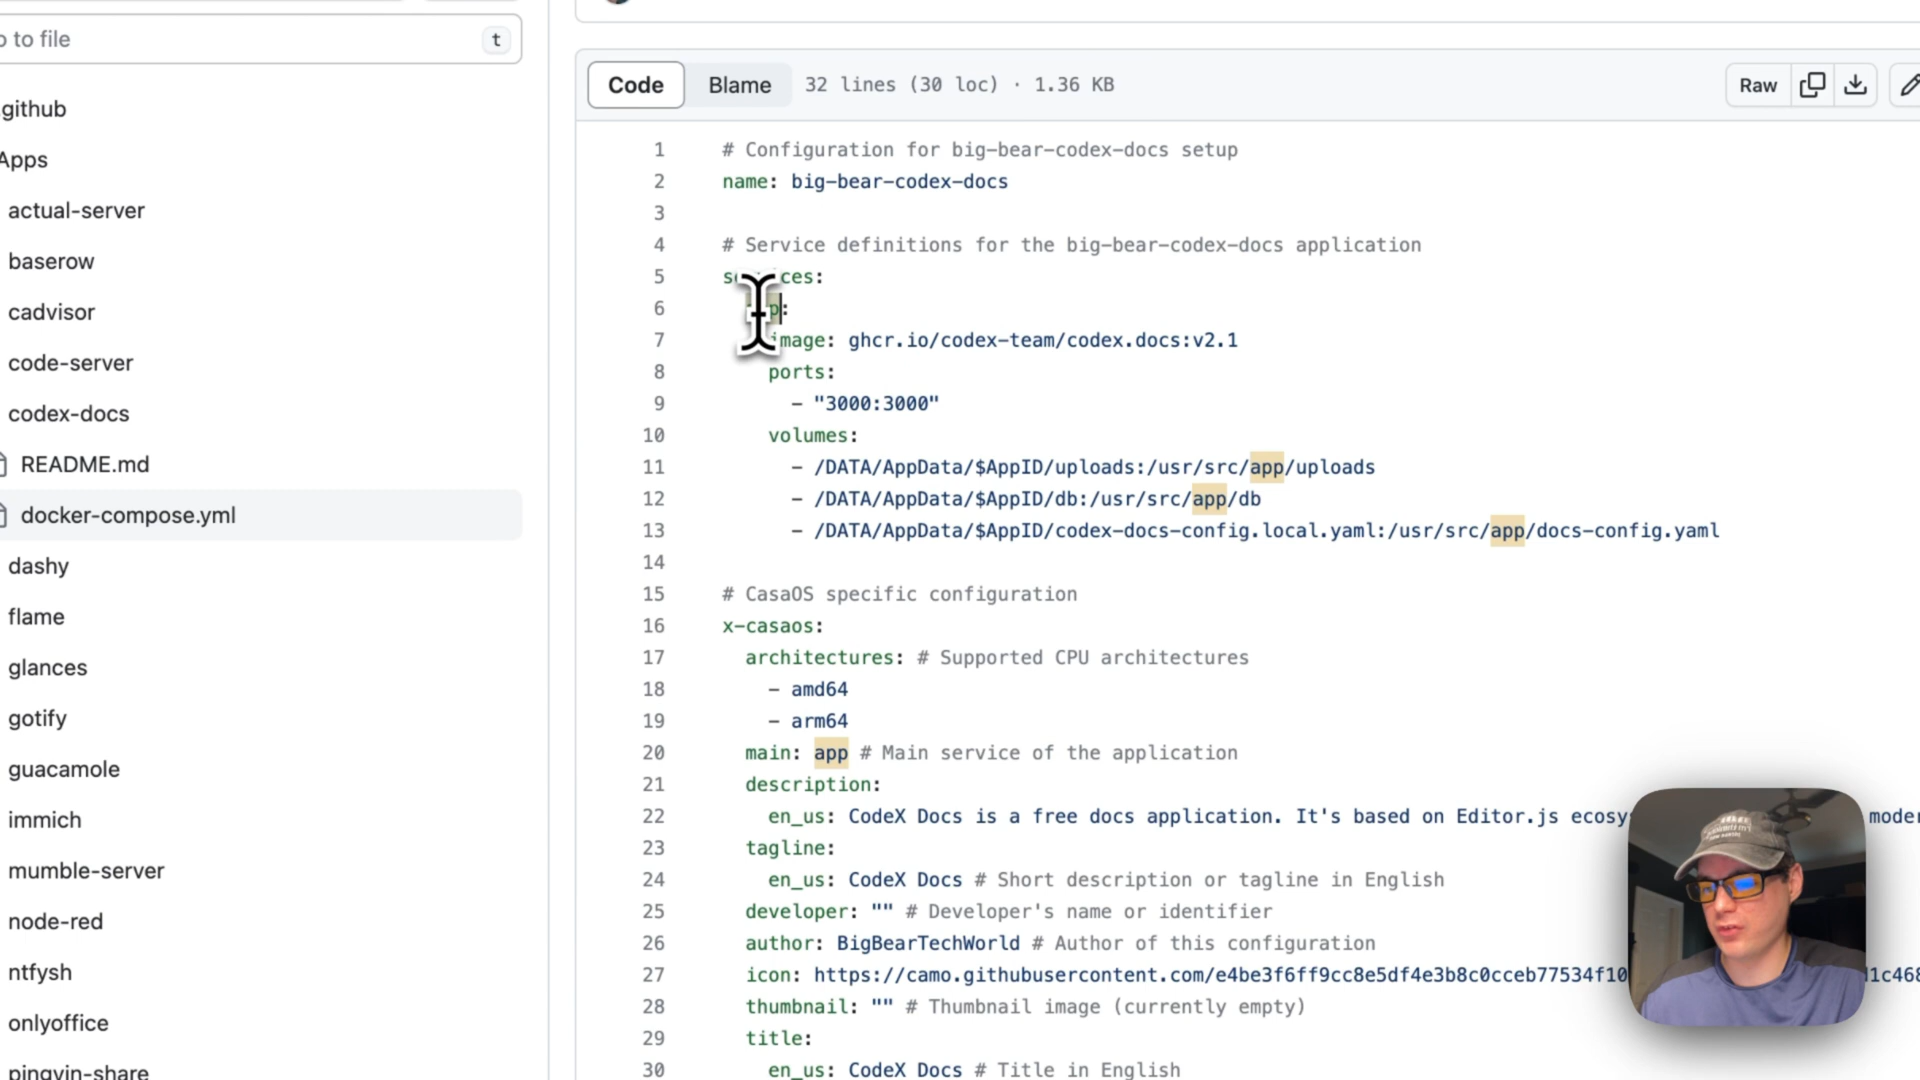 to file
t
github
Apps
actual-server
baserow
cadvisor
code-server
codex-docs
README.md
docker-compose.yml
dashy
flame
glances
gotify
guacamole
immich
mumble-server
node-red
ntfysh
onlyoffice
pingvin-share
Code Blame 32 lines (30 loc) · 1.36 KB
Raw
1 # Configuration for big-bear-codex-docs setup
2 name: big-bear-codex-docs
3
4 # Service definitions for the big-bear-codex-docs application
5 services:
6 app:
7 image: ghcr.io/codex-team/codex.docs:v2.1
8 ports:
9 - "3000:3000"
10 volumes:
11 - /DATA/AppData/$AppID/uploads:/usr/src/app/uploads
12 - /DATA/AppData/$AppID/db:/usr/src/app/db
13 - /DATA/AppData/$AppID/codex-docs-config.local.yaml:/usr/src/app/docs-config.yaml
14
15 # CasaOS specific configuration
16 x-casaos:
17 architectures: # Supported CPU architectures
18 - amd64
19 - arm64
20 main: app # Main service of the application
21 description:
22 en_us: CodeX Docs is a free docs application. It's based on Editor.js ecosy moder
23 tagline:
24 en_us: CodeX Docs # Short description or tagline in English
25 developer: "" # Developer's name or identifier
26 author: BigBearTechWorld # Author of this configuration
27 icon: https://camo.githubusercontent.com/e4be3f6ff9cc8e5df4e3b8c0cceb77534f10 1c468
28 thumbnail: "" # Thumbnail image (currently empty)
29 title:
30 en_us: CodeX Docs # Title in English